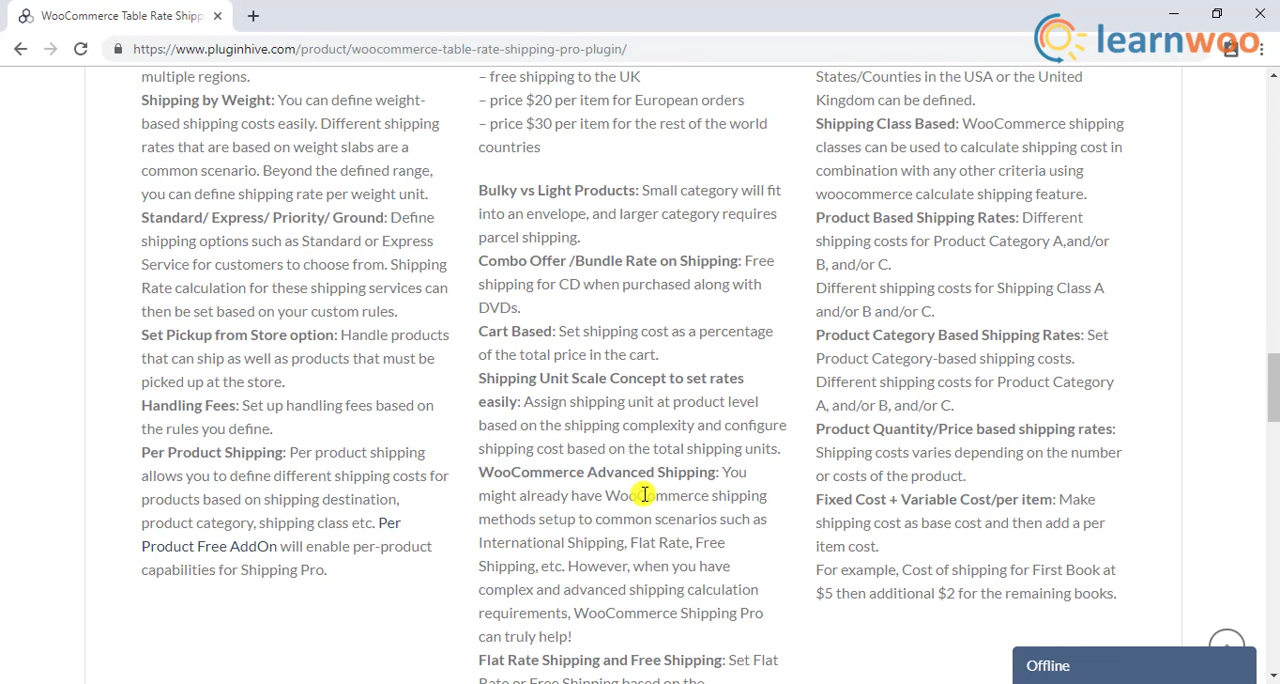 WooCommerce Table Rate Shipp
https://www.pluginhive.com/product/woocommerce-table-rate-shipping-pro-plugin/
learnwoo
multiple regions.
Shipping by Weight: You can define weight-
based shipping costs easily. Different shipping
rates that are based on weight slabs are a
common scenario. Beyond the defined range,
you can define shipping rate per weight unit.
Standard/ Express/ Priority/ Ground: Define
shipping options such as Standard or Express
Service for customers to choose from. Shipping
Rate calculation for these shipping services can
then be set based on your custom rules.
Set Pickup from Store option: Handle products
that can ship as well as products that must be
picked up at the store.
Handling Fees: Set up handling fees based on
the rules you define.
Per Product Shipping: Per product shipping
allows you to define different shipping costs for
products based on shipping destination,
product category, shipping class etc. Per
Product Free AddOn will enable per-product
capabilities for Shipping Pro.
– free shipping to the UK
– price $20 per item for European orders
– price $30 per item for the rest of the world
countries
Bulky vs Light Products: Small category will fit
into an envelope, and larger category requires
parcel shipping.
Combo Offer /Bundle Rate on Shipping: Free
shipping for CD when purchased along with
DVDs.
Cart Based: Set shipping cost as a percentage
of the total price in the cart.
Shipping Unit Scale Concept to set rates
easily: Assign shipping unit at product level
based on the shipping complexity and configure
shipping cost based on the total shipping units.
WooCommerce Advanced Shipping: You
might already have WooCommerce shipping
methods setup to common scenarios such as
International Shipping, Flat Rate, Free
Shipping, etc. However, when you have
complex and advanced shipping calculation
requirements, WooCommerce Shipping Pro
can truly help!
Flat Rate Shipping and Free Shipping: Set Flat
Rate or Free Shipping based on the
States/Counties in the USA or the United
Kingdom can be defined.
Shipping Class Based: WooCommerce shipping
classes can be used to calculate shipping cost in
combination with any other criteria using
woocommerce calculate shipping feature.
Product Based Shipping Rates: Different
shipping costs for Product Category A,and/or
B, and/or C.
Different shipping costs for Shipping Class A
and/or B and/or C.
Product Category Based Shipping Rates: Set
Product Category-based shipping costs.
Different shipping costs for Product Category
A, and/or B, and/or C.
Product Quantity/Price based shipping rates:
Shipping costs varies depending on the number
or costs of the product.
Fixed Cost + Variable Cost/per item: Make
shipping cost as base cost and then add a per
item cost.
For example, Cost of shipping for First Book at
$5 then additional $2 for the remaining books.
Offline